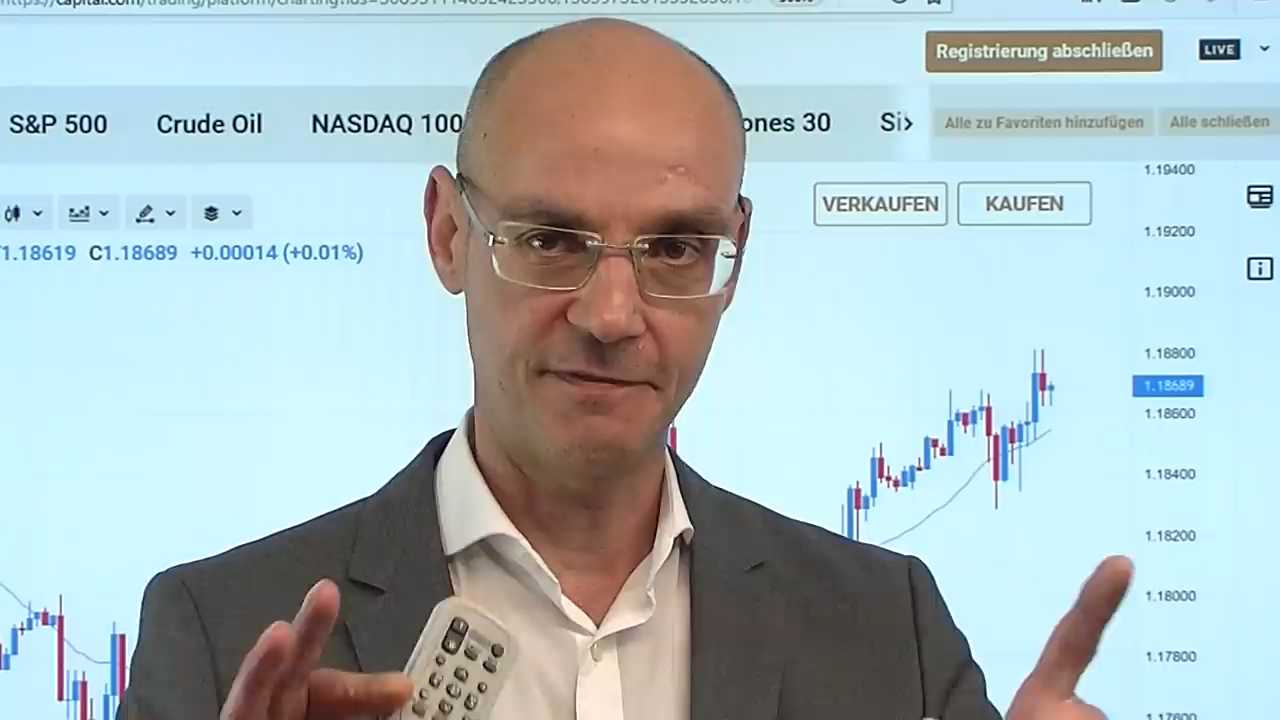 Registrierung abschließen
LIVE
S&P 500 Crude Oil NASDAQ 100 ones 30 Si
Alle zu Favoriten hinzufügen Alle schließen
1.19400
VERKAUFEN KAUFEN
1.19200
1.18619 C1.18689 +0.00014 (+0.01%)
1.19000
1.18800
1.18689
1.18600
1.18400
1.18200
1.18000
1.17800